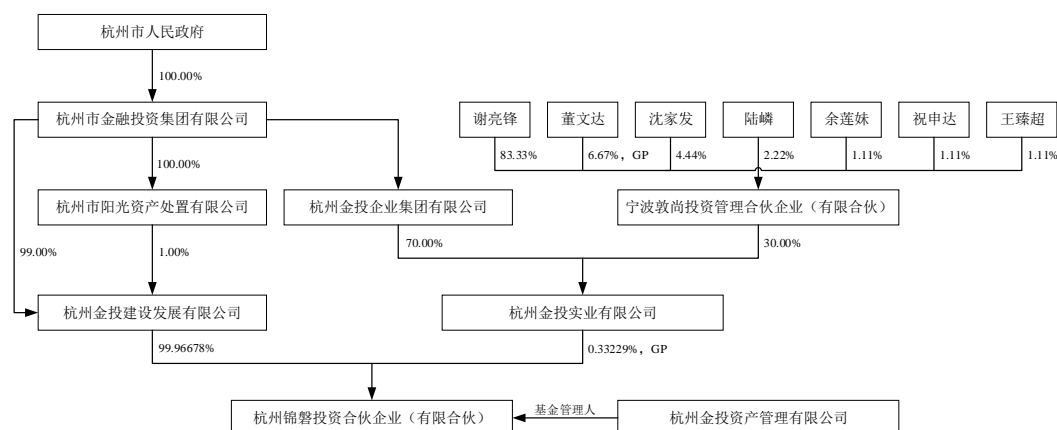 杭州市人民政府
100.00%
杭州市金融投资集团有限公司
谢亮锋
董文达
沈家发
陆嶙
余莲妹
祝申达
王臻超
83.33%
6.67%，GP
4.44%
2.22%
1.11%
1.11%
1.11%
100.00%
杭州市阳光资产处置有限公司
杭州金投企业集团有限公司
宁波敦尚投资管理合伙企业（有限合伙）
99.00%
1.00%
70.00%
30.00%
杭州金投建设发展有限公司
杭州金投实业有限公司
99.96678%
0.33229%，GP
杭州锦磐投资合伙企业（有限合伙）
基金管理人
杭州金投资产管理有限公司